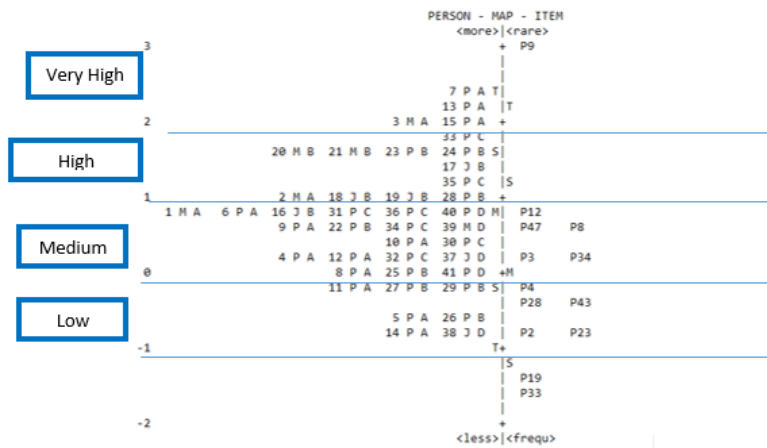 PERSON - MAP - ITEM
<more>|<rare>
3 + P9
|
|
Very High
7 P A T|
13 P A |T
2 3 M A 15 P A +
33 P C |
20 M B 21 M B 23 P B 24 P B S|
High
17 J B |
35 P C |S
1 2 M A 18 J B 19 J B 28 P B +
1 M A 6 P A 16 J B 31 P C 36 P C 40 P D M| P12
9 P A 22 P B 34 P C 39 M D | P47 P8
10 P A 30 P C |
Medium
4 P A 12 P A 32 P C 37 J D | P3 P34
0 8 P A 25 P B 41 P D +M
11 P A 27 P B 29 P B S| P4
| P28 P43
Low
5 P A 26 P B |
14 P A 38 J D | P2 P23
-1 T+
|S
| P19
| P33
|
-2 +
<less>|<frequ>